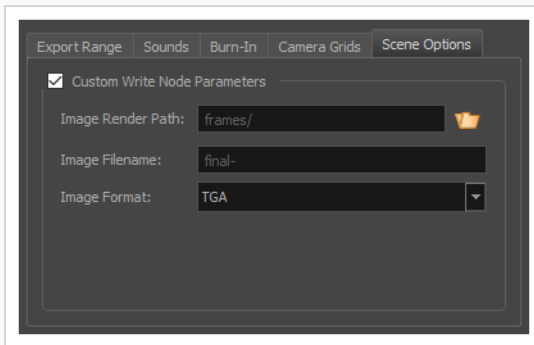 Export Range Sounds Burn-In Camera Grids Scene Options
Custom Write Node Parameters
Image Render Path: frames/
Image Filename: final-
Image Format: TGA